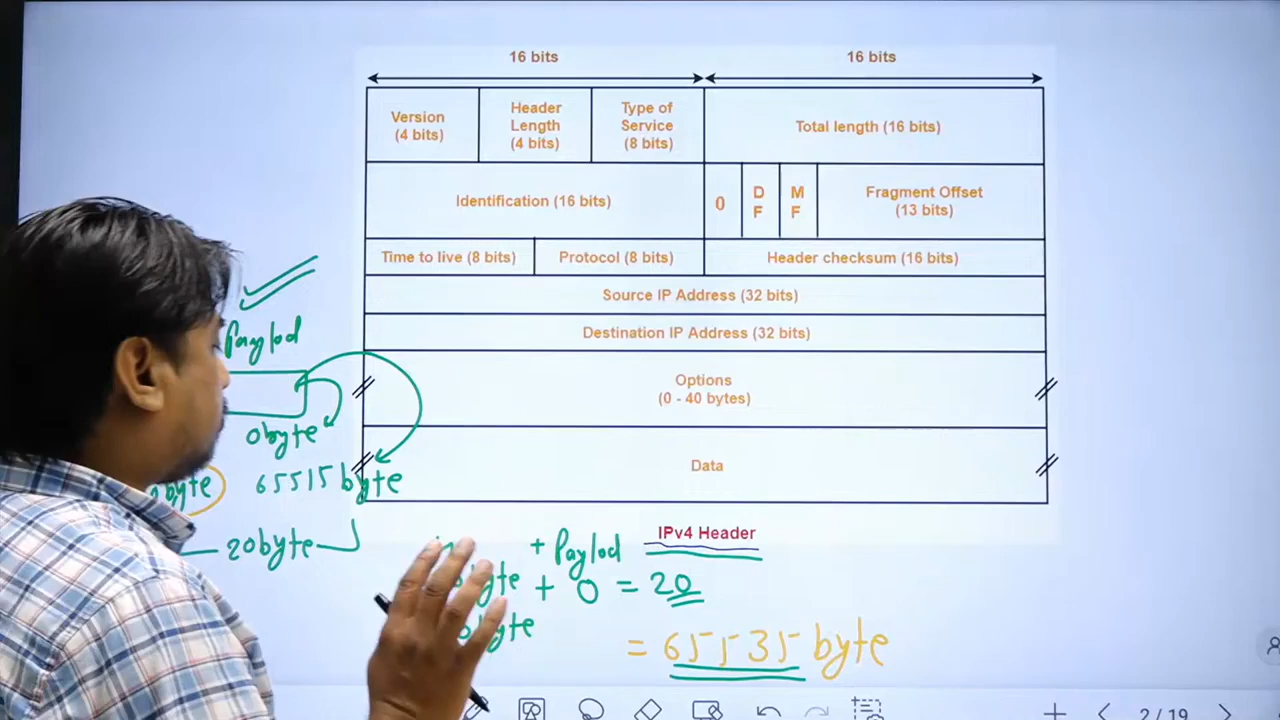 16 bits
16 bits
Version
(4 bits)
Header
Length
(4 bits)
Type of
Service
(8 bits)
Total length (16 bits)
Identification (16 bits)
0
D
F
M
F
Fragment Offset
(13 bits)
Time to live (8 bits)
Protocol (8 bits)
Header checksum (16 bits)
Source IP Address (32 bits)
Destination IP Address (32 bits)
Options
(0 - 40 bytes)
Data
IPv4 Header
Paylod
0byte
byte
65515 byte
20byte
+ Paylod
byte + 0 = 20
byte
= 65535 byte
2/19